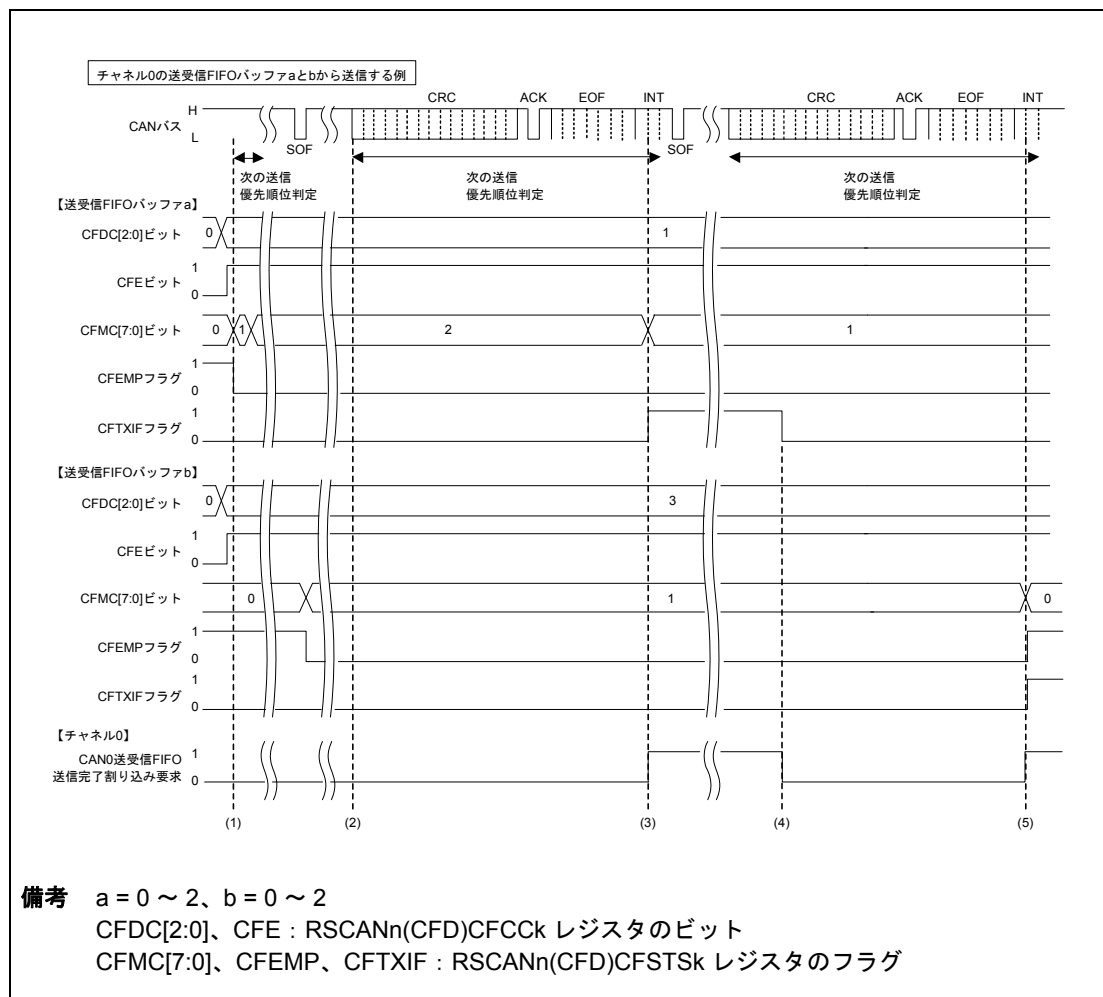 チャネル0の送受信FIFOバッファaとbから送信する例
CRC ACK EOF INT CRC ACK EOF INT
H
CANバス
L
SOF SOF
次の送信
優先順位判定
次の送信
優先順位判定
次の送信
優先順位判定
【送受信FIFOバッファa】
CFDC[2:0]ビット 0 1
CFEビット 1
0
CFMC[7:0]ビット 0 1 2 1
CFEMPフラグ 1
0
CFTXIFフラグ 1
0
【送受信FIFOバッファb】
CFDC[2:0]ビット 0 3
CFEビット 1
0
CFMC[7:0]ビット 0 1 0
CFEMPフラグ 1
0
CFTXIFフラグ 1
0
【チャネル0】
CAN0送受信FIFO 1
送信完了割り込み要求 0
(1) (2) (3) (4) (5)
備考 a = 0 ~ 2、b = 0 ~ 2
CFDC[2:0]、CFE : RSCANn(CFD)CFCCk レジスタのビット
CFMC[7:0]、CFEMP、CFTXIF : RSCANn(CFD)CFSTSk レジスタのフラグ